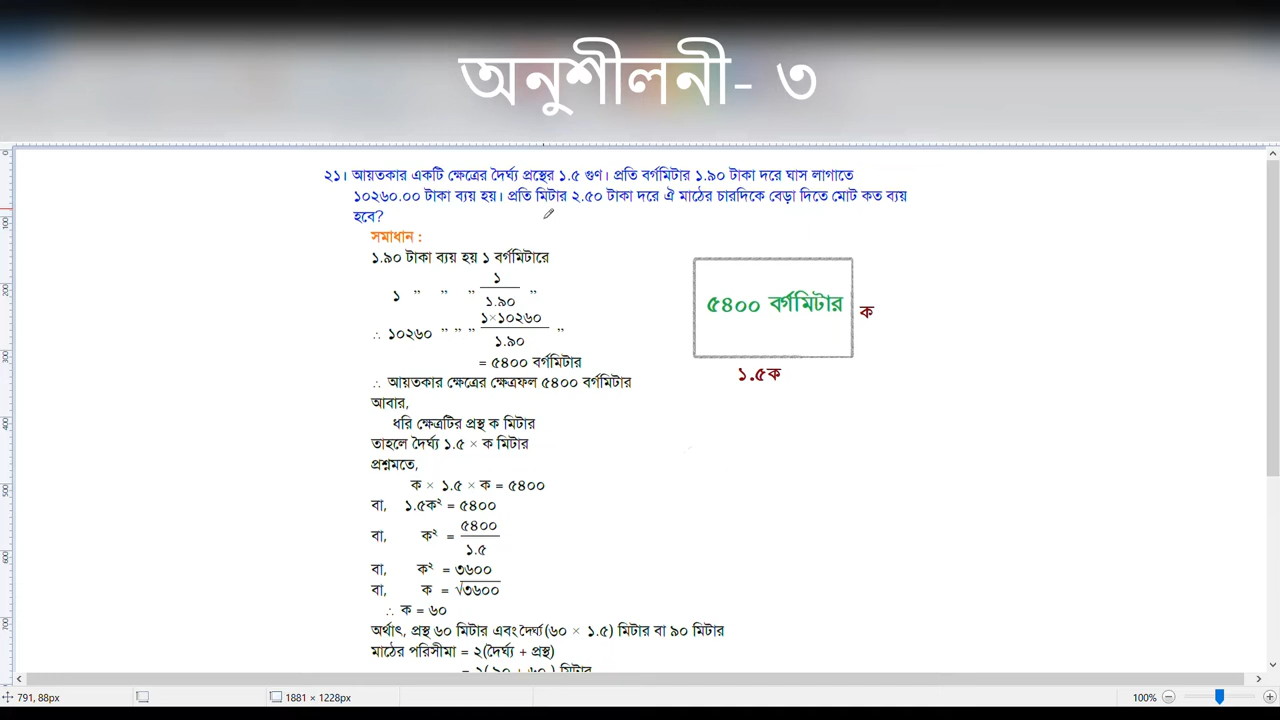 অনুশীলনী- ৩
২১। আয়তকার একটি ক্ষেত্রের দৈর্ঘ্য প্রস্থের ১.৫ গুণ। প্রতি বর্গমিটার ১.৯০ টাকা দরে ঘাস লাগাতে
১০২৬০.০০ টাকা ব্যয় হয়। প্রতি মিটার ২.৫০ টাকা দরে ঐ মাঠের চারদিকে বেড়া দিতে মোট কত ব্যয়
হবে?
সমাধান :
১.৯০ টাকা ব্যয় হয় ১ বর্গমিটারে
১ ” ” ” ১/১.৯০ ”
∴ ১০২৬০ ” ” ” ১×১০২৬০/১.৯০ ”
= ৫৪০০ বর্গমিটার
∴ আয়তকার ক্ষেত্রের ক্ষেত্রফল ৫৪০০ বর্গমিটার
আবার,
ধরি ক্ষেত্রটির প্রস্থ ক মিটার
তাহলে দৈর্ঘ্য ১.৫ × ক মিটার
প্রশ্নমতে,
ক × ১.৫ × ক = ৫৪০০
বা, ১.৫ক² = ৫৪০০
বা, ক² = ৫৪০০/১.৫
বা, ক² = ৩৬০০
বা, ক = √৩৬০০
∴ ক = ৬০
অর্থাৎ, প্রস্থ ৬০ মিটার এবং দৈর্ঘ্য (৬০ × ১.৫) মিটার বা ৯০ মিটার
মাঠের পরিসীমা = ২(দৈর্ঘ্য + প্রস্থ)
= ২( ৯০ + ৬০ ) মিটার
৫৪০০ বর্গমিটার
ক
১.৫ক
791, 88px
1881 × 1228px
100%